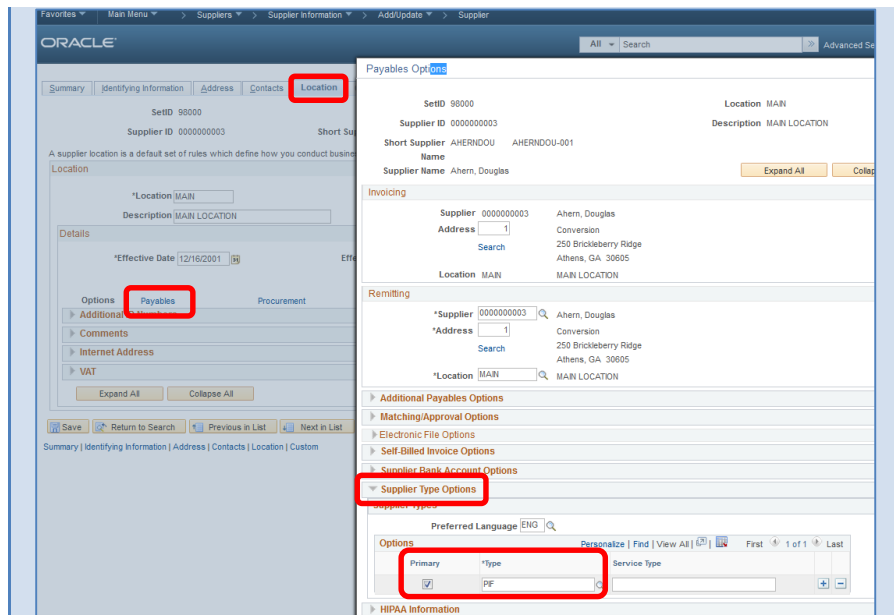 Favorites Main Menu > Suppliers > Supplier Information > Add/Update > Supplier
ORACLE
All Search Advanced Se
Summary Identifying Information Address Contacts Location
SetID 98000
Supplier ID 0000000003 Short Su
A supplier location is a default set of rules which define how you conduct busine
Location
*Location MAIN
Description MAIN LOCATION
Details
*Effective Date 12/16/2001 Effe
Options Payables Procurement
Additional ID Numbers
Comments
Internet Address
VAT
Expand All Collapse All
Save Return to Search Previous in List Next in List
Summary | Identifying Information | Address | Contacts | Location | Custom
Payables Options
SetID 98000 Location MAIN
Supplier ID 0000000003 Description MAIN LOCATION
Short Supplier AHERNDOU AHERNDOU-001
Name
Supplier Name Ahern, Douglas Expand All Collap
Invoicing
Supplier 0000000003 Ahern, Douglas
Address 1 Conversion
Search 250 Brickleberry Ridge
Athens, GA 30605
Location MAIN MAIN LOCATION
Remitting
*Supplier 0000000003 Ahern, Douglas
*Address 1 Conversion
Search 250 Brickleberry Ridge
Athens, GA 30605
*Location MAIN MAIN LOCATION
Additional Payables Options
Matching/Approval Options
Electronic File Options
Self-Billed Invoice Options
Supplier Bank Account Options
Supplier Type Options
Supplier Types
Preferred Language ENG
Options Personalize | Find | View All | | First 1 of 1 Last
Primary *Type Service Type
PIF
HIPAA Information